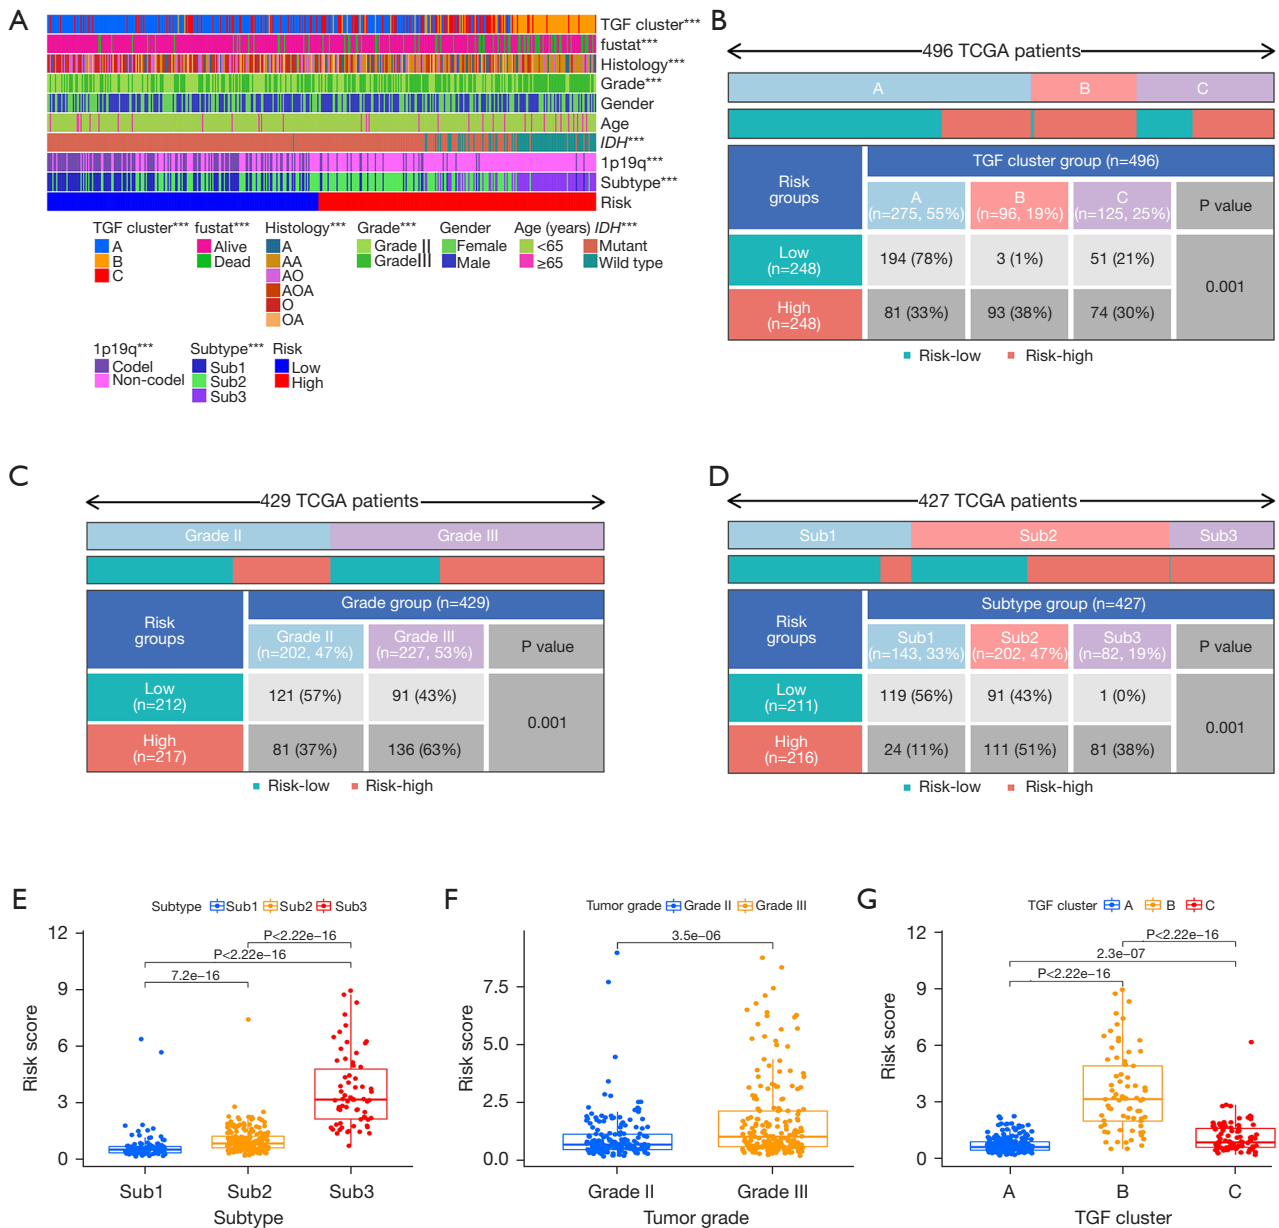 A
TGF cluster***
fustat***
Histology***
Grade***
Gender
Age
IDH***
1p19q***
Subtype***
Risk
TGF cluster*** fustat*** Histology*** Grade*** Gender Age (years) IDH***
A Alive A Grade II Female <65 Mutant
B Dead AA Grade III Male ≥65 Wild type
C AO
AOA
O
OA
1p19q*** Subtype*** Risk
Codel Sub1 Low
Non-codel Sub2 High
Sub3
B
496 TCGA patients
A B C
Risk groups
TGF cluster group (n=496)
A (n=275, 55%) B (n=96, 19%) C (n=125, 25%) P value
Low (n=248) 194 (78%) 3 (1%) 51 (21%) 0.001
High (n=248) 81 (33%) 93 (38%) 74 (30%)
Risk-low Risk-high
C
429 TCGA patients
Grade II Grade III
Risk groups
Grade group (n=429)
Grade II (n=202, 47%) Grade III (n=227, 53%) P value
Low (n=212) 121 (57%) 91 (43%) 0.001
High (n=217) 81 (37%) 136 (63%)
Risk-low Risk-high
D
427 TCGA patients
Sub1 Sub2 Sub3
Risk groups
Subtype group (n=427)
Sub1 (n=143, 33%) Sub2 (n=202, 47%) Sub3 (n=82, 19%) P value
Low (n=211) 119 (56%) 91 (43%) 1 (0%) 0.001
High (n=216) 24 (11%) 111 (51%) 81 (38%)
Risk-low Risk-high
E
Subtype Sub1 Sub2 Sub3
Risk score
12
9
6
3
0
P<2.22e−16
P<2.22e−16
7.2e−16
Sub1 Sub2 Sub3
Subtype
F
Tumor grade Grade II Grade III
Risk score
7.5
5.0
2.5
0.0
3.5e−06
Grade II Grade III
Tumor grade
G
TGF cluster A B C
Risk score
12
9
6
3
0
P<2.22e−16
2.3e−07
P<2.22e−16
A B C
TGF cluster